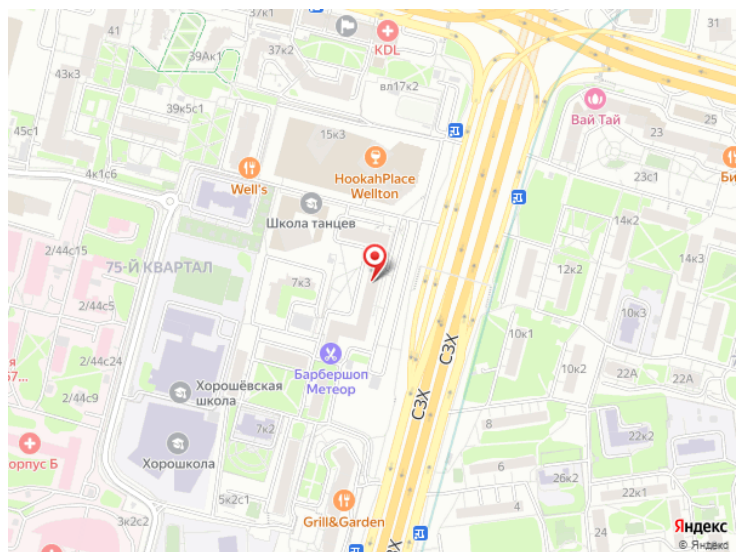 41
37к1
39Ак1
37к2
KDL
вл17к2
43к3
39к5с1
45с1
15к3
HookahPlace
Wellton
Вай Тай
23
25
Би
23с1
4к1с6
Well's
Школа танцев
14к2
14к3
2/44с15
2/44с5
75-Й КВАРТАЛ
7к3
12к2
10к3
10к1
10к2
2/44с24
Барбершоп
Метеор
СЗХ
22А
22А
я
67...
Хорошёвская
школа
2/44с9
СЗХ
7к2
8
22к2
Хорошкола
орпус Б
6
26к2
5к2с1
22к1
4
Grill&Garden
3к2с2
44
СЗХ
Яндекс
© Яндекс